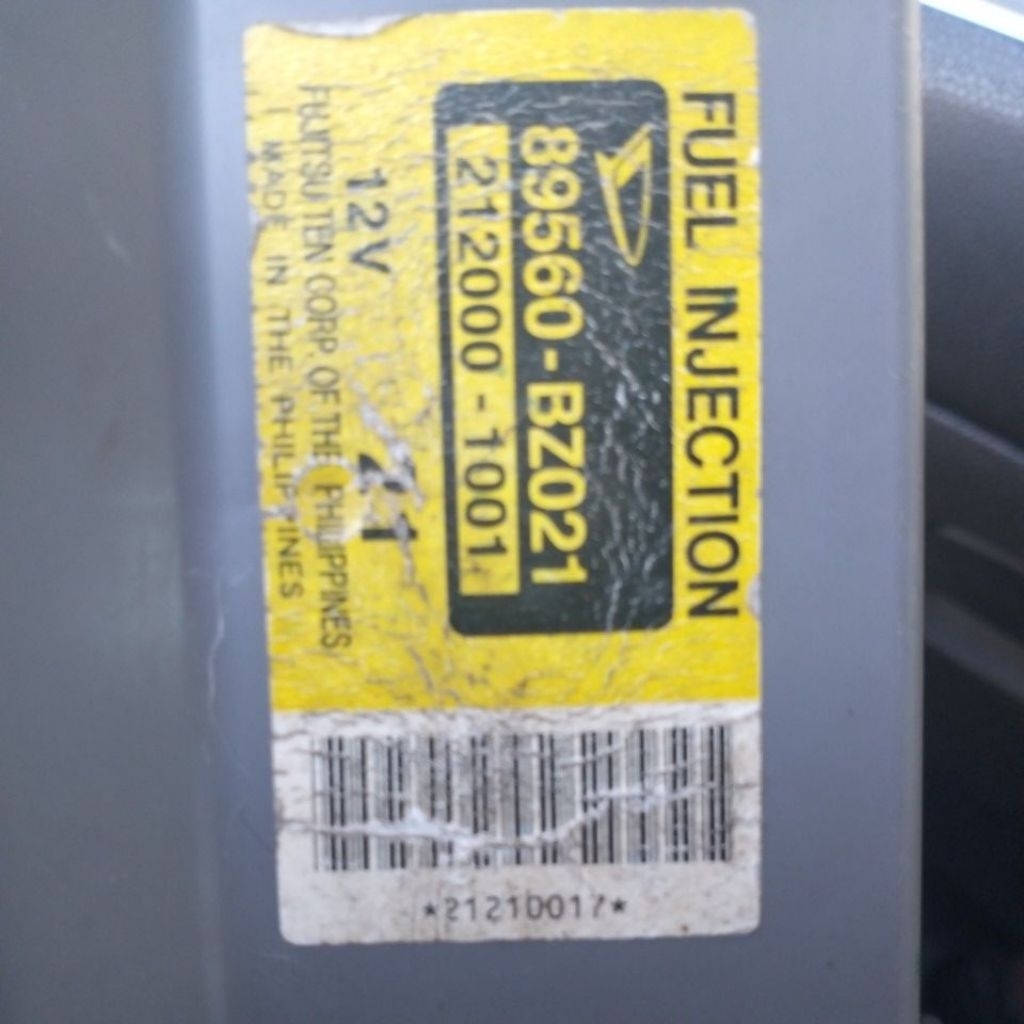 FUEL INJECTION
89560-BZ021
212000-1001
12V
FUJITSU TEN CORP. OF THE PHILIPPINES
MADE IN THE PHILIPPINES
*21210017*